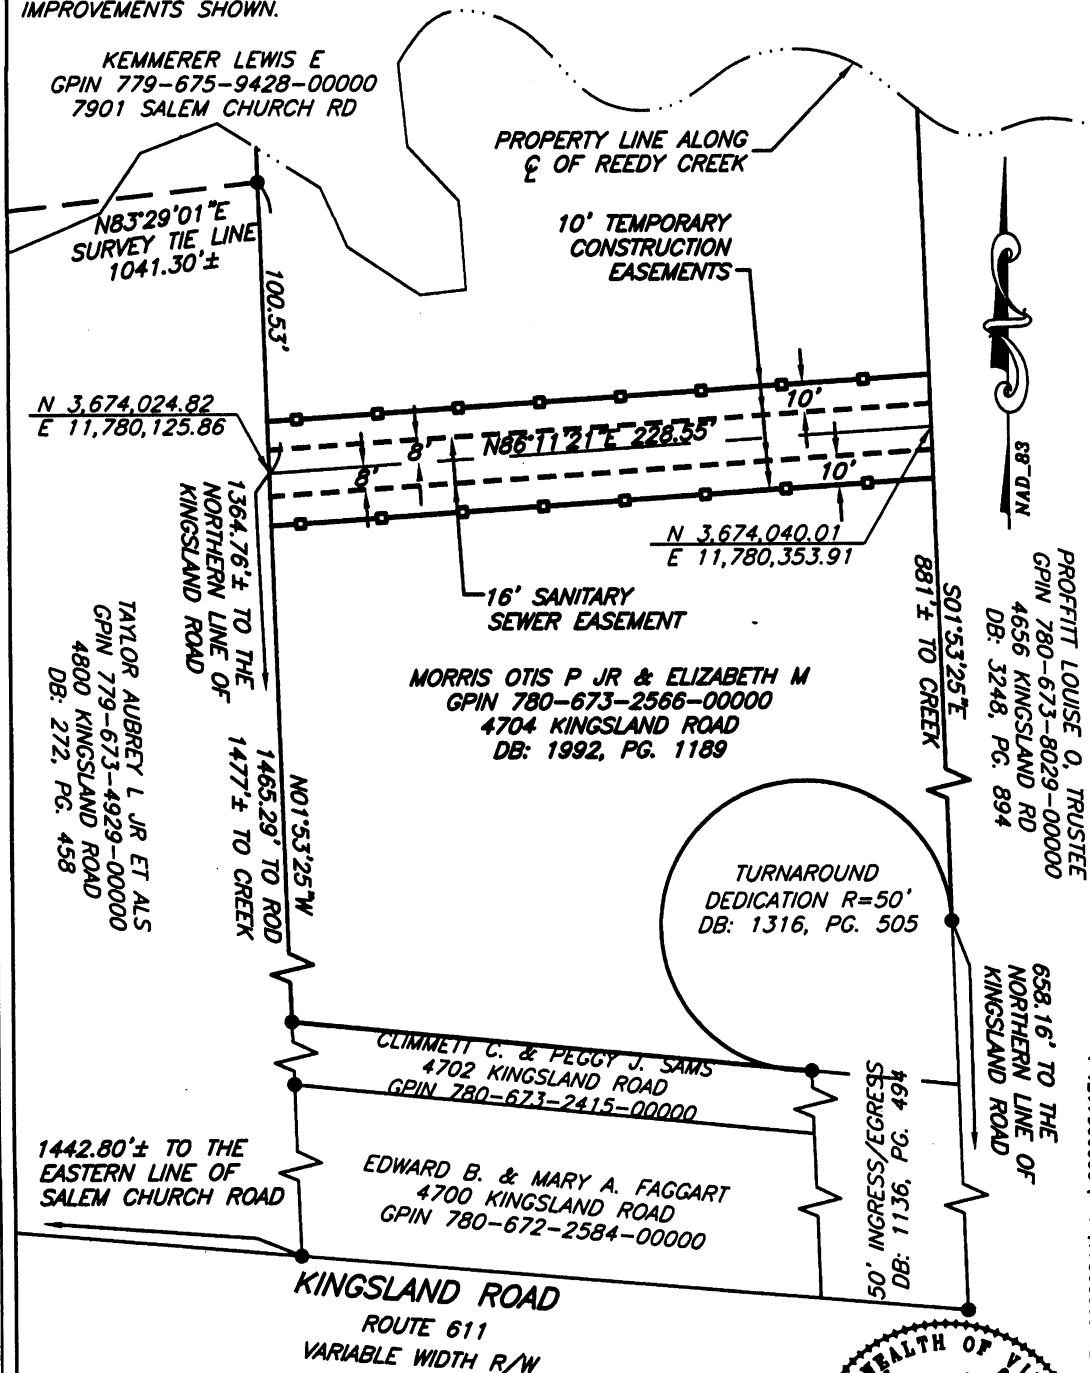 IMPROVEMENTS SHOWN.
KEMMERER LEWIS E
GPIN 779-675-9428-00000
7901 SALEM CHURCH RD
PROPERTY LINE ALONG
℄ OF REEDY CREEK
N83°29'01"E
SURVEY TIE LINE
1041.30'±
10' TEMPORARY
CONSTRUCTION
EASEMENTS
100.53'
NAD-83
N 3,674,024.82
E 11,780,125.86
10'
8'
N86°11'21"E 228.55'
8'
10'
N 3,674,040.01
E 11,780,353.91
16' SANITARY
SEWER EASEMENT
1364.76'± TO THE
NORTHERN LINE OF
KINGSLAND ROAD
S01°53'25"E
881'± TO CREEK
PROFFITT LOUISE O, TRUSTEE
GPIN 780-673-8029-00000
4656 KINGSLAND RD
DB: 3248, PG. 894
TAYLOR AUBREY L JR ET ALS
GPIN 779-673-4929-00000
4800 KINGSLAND ROAD
DB: 272, PG. 458
MORRIS OTIS P JR & ELIZABETH M
GPIN 780-673-2566-00000
4704 KINGSLAND ROAD
DB: 1992, PG. 1189
N01°53'25"W
1465.29' TO ROD
1477'± TO CREEK
TURNAROUND
DEDICATION R=50'
DB: 1316, PG. 505
658.16' TO THE
NORTHERN LINE OF
KINGSLAND ROAD
CLIMMETT C. & PEGGY J. SAMS
4702 KINGSLAND ROAD
GPIN 780-673-2415-00000
50' INGRESS/EGRESS
DB: 1136, PG. 494
1442.80'± TO THE
EASTERN LINE OF
SALEM CHURCH ROAD
EDWARD B. & MARY A. FAGGART
4700 KINGSLAND ROAD
GPIN 780-672-2584-00000
KINGSLAND ROAD
ROUTE 611
VARIABLE WIDTH R/W
EALTH OF VI